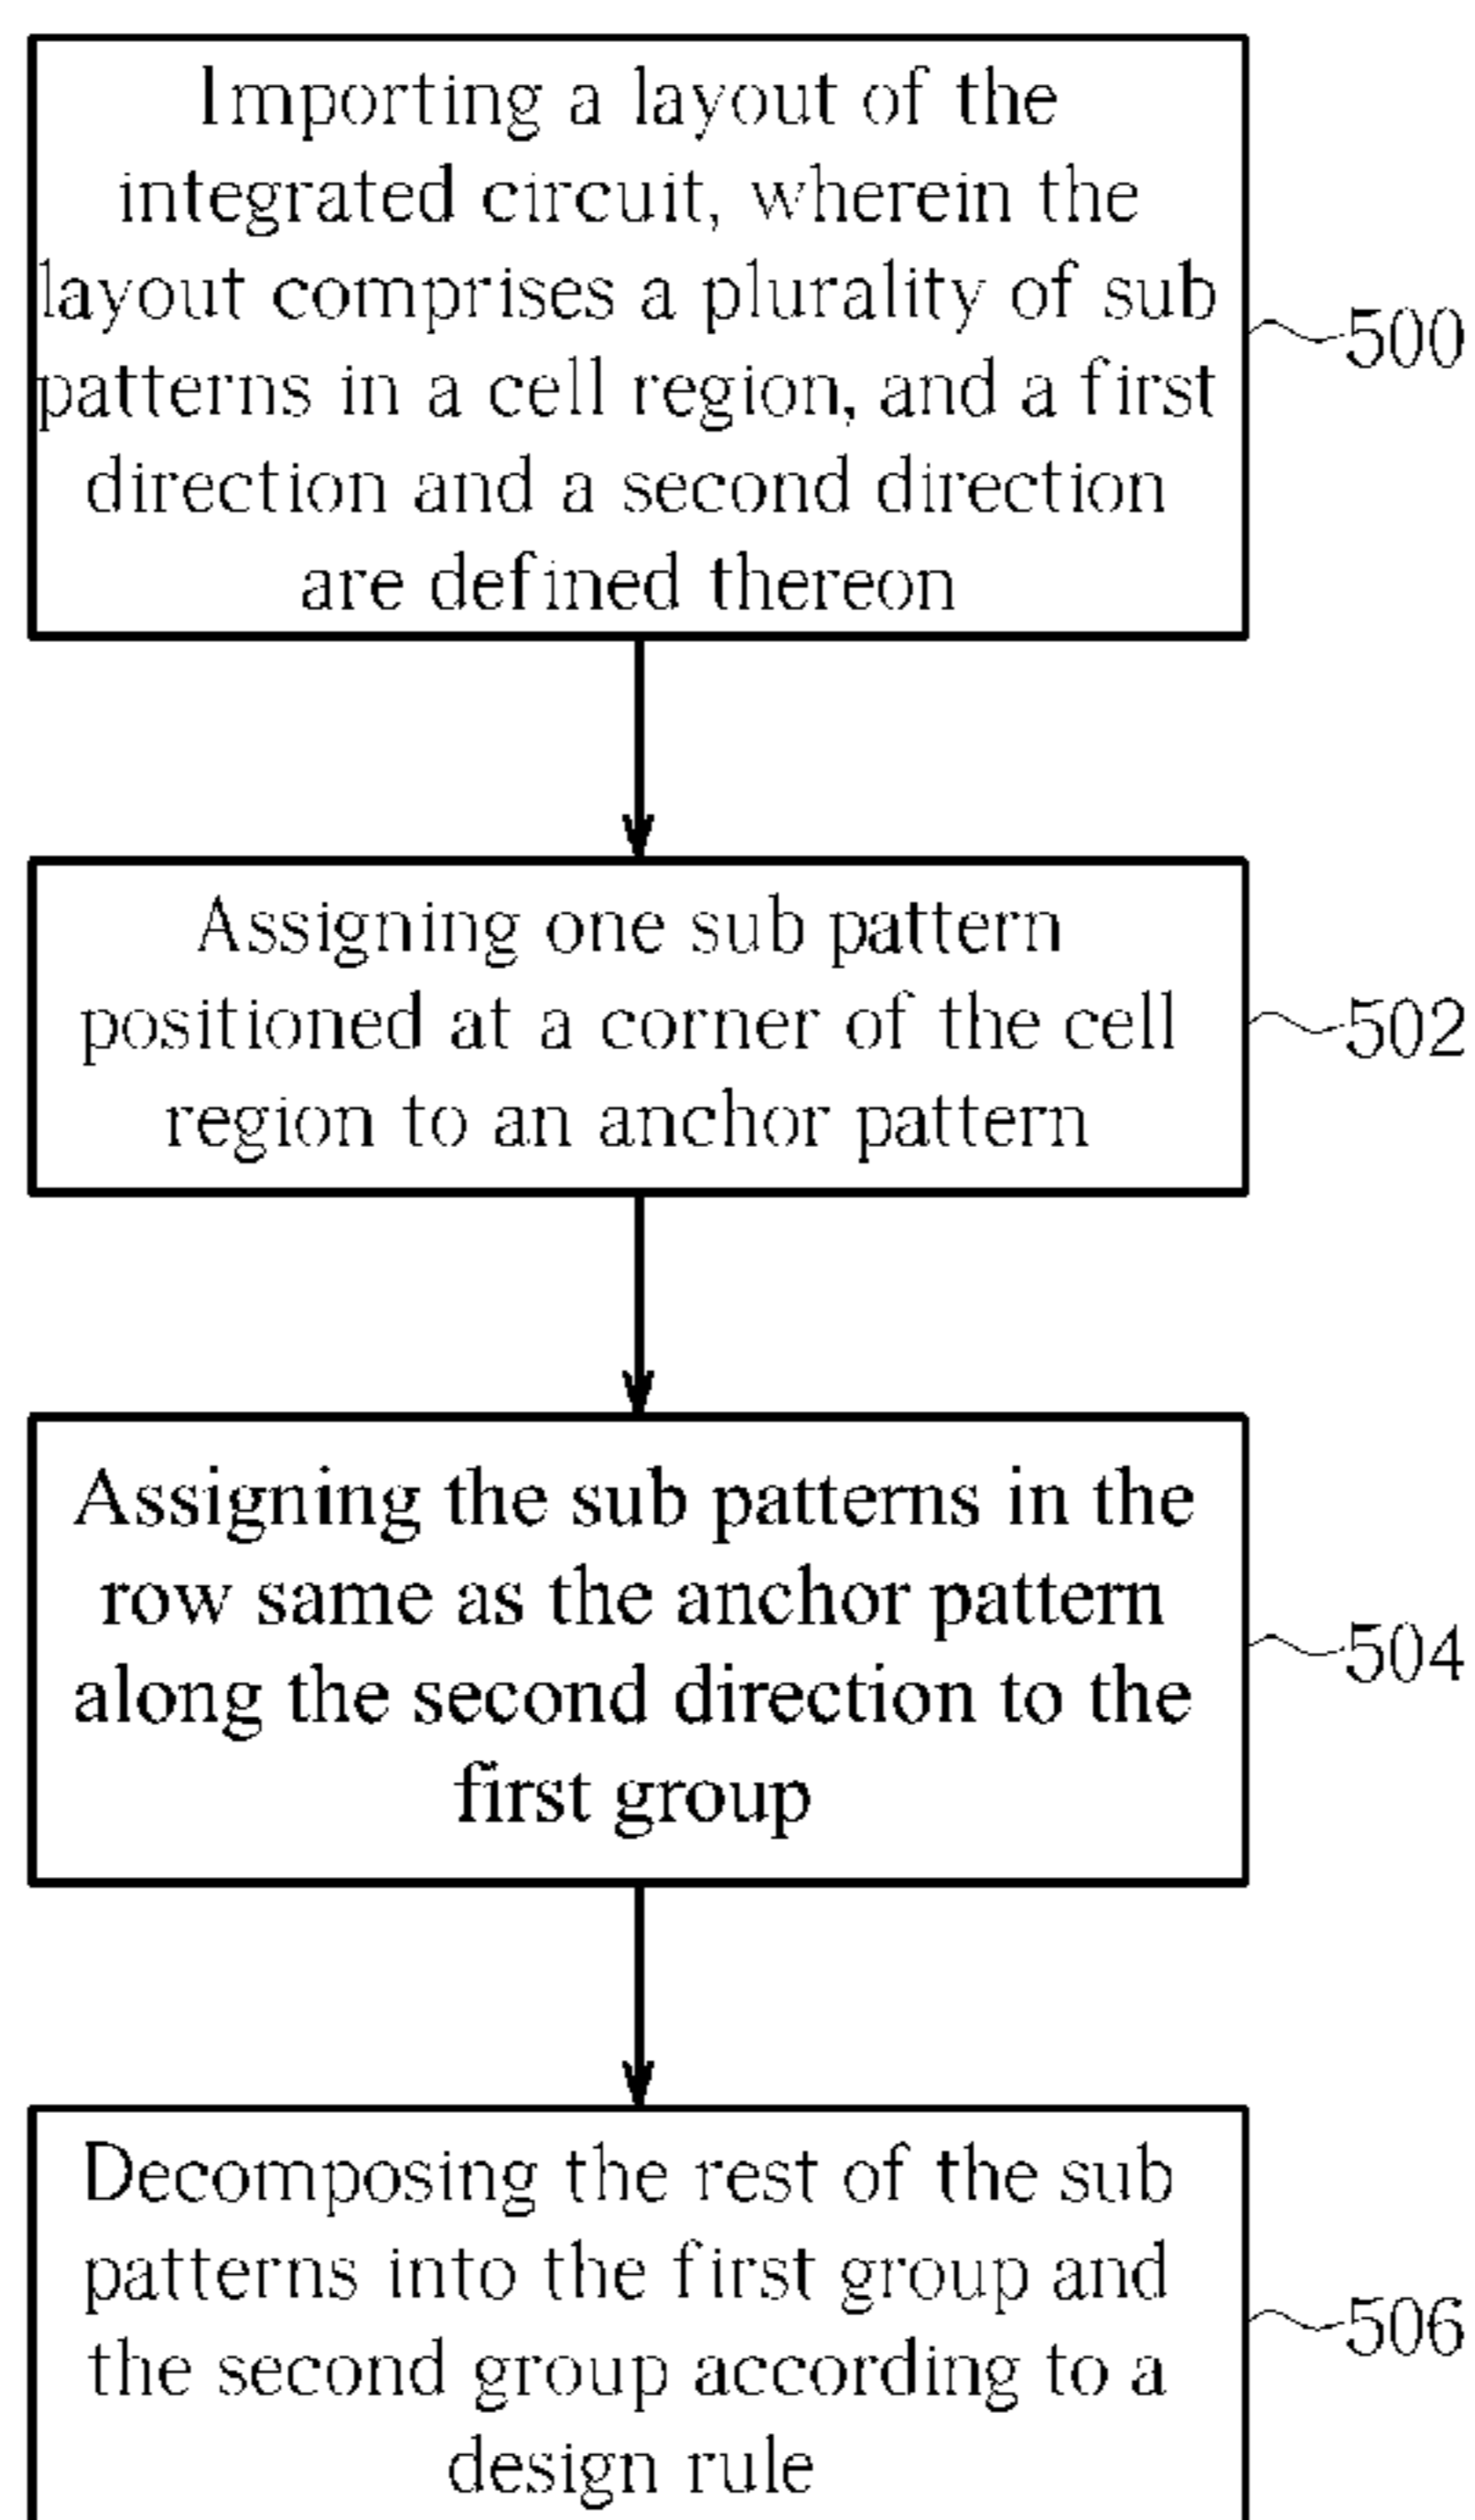 Importing a layout of the
integrated circuit, wherein the
layout comprises a plurality of sub
patterns in a cell region, and a first
direction and a second direction
are defined thereon
500
Assigning one sub pattern
positioned at a corner of the cell
region to an anchor pattern
502
Assigning the sub patterns in the
row same as the anchor pattern
along the second direction to the
first group
504
Decomposing the rest of the sub
patterns into the first group and
the second group according to a
design rule
506